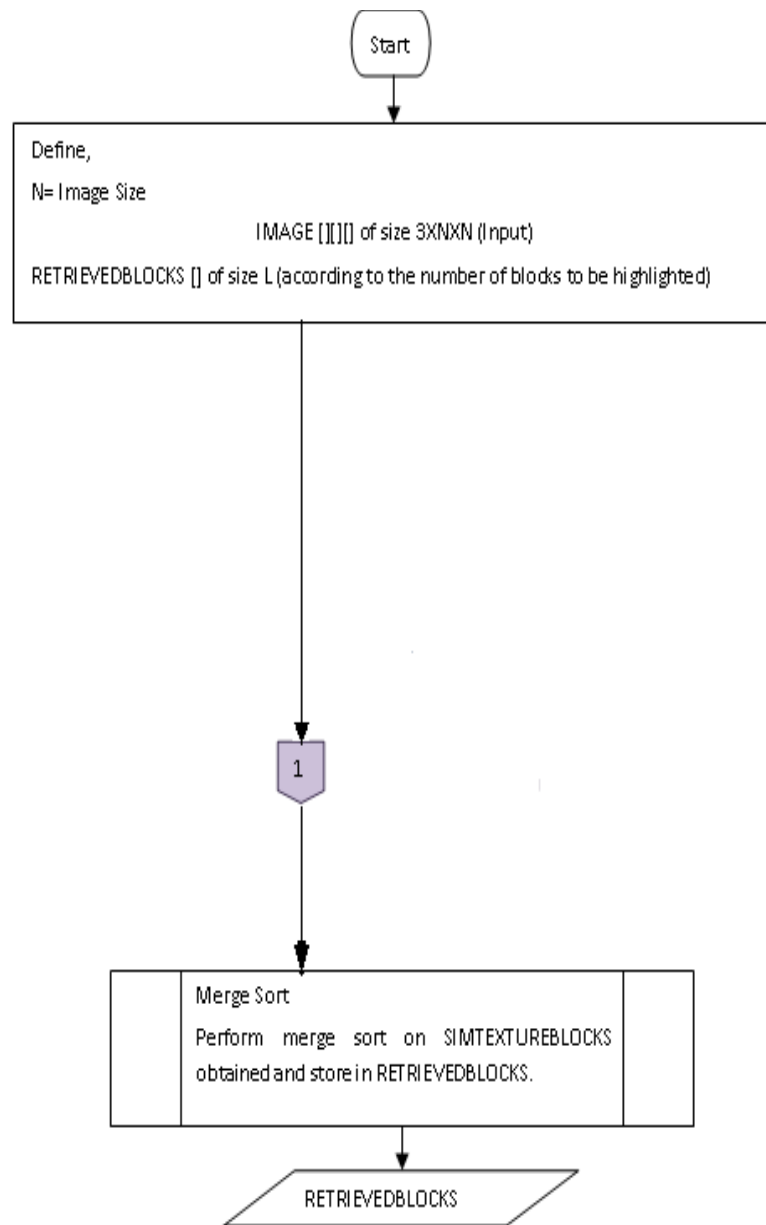 Start
Define,
N= Image Size
IMAGE [][][] of size 3XNXN (Input)
RETRIEVEDBLOCKS [] of size L (according to the number of blocks to be highlighted)
1
Merge Sort
Perform merge sort on SIMTEXTUREBLOCKS
obtained and store in RETRIEVEDBLOCKS.
RETRIEVEDBLOCKS